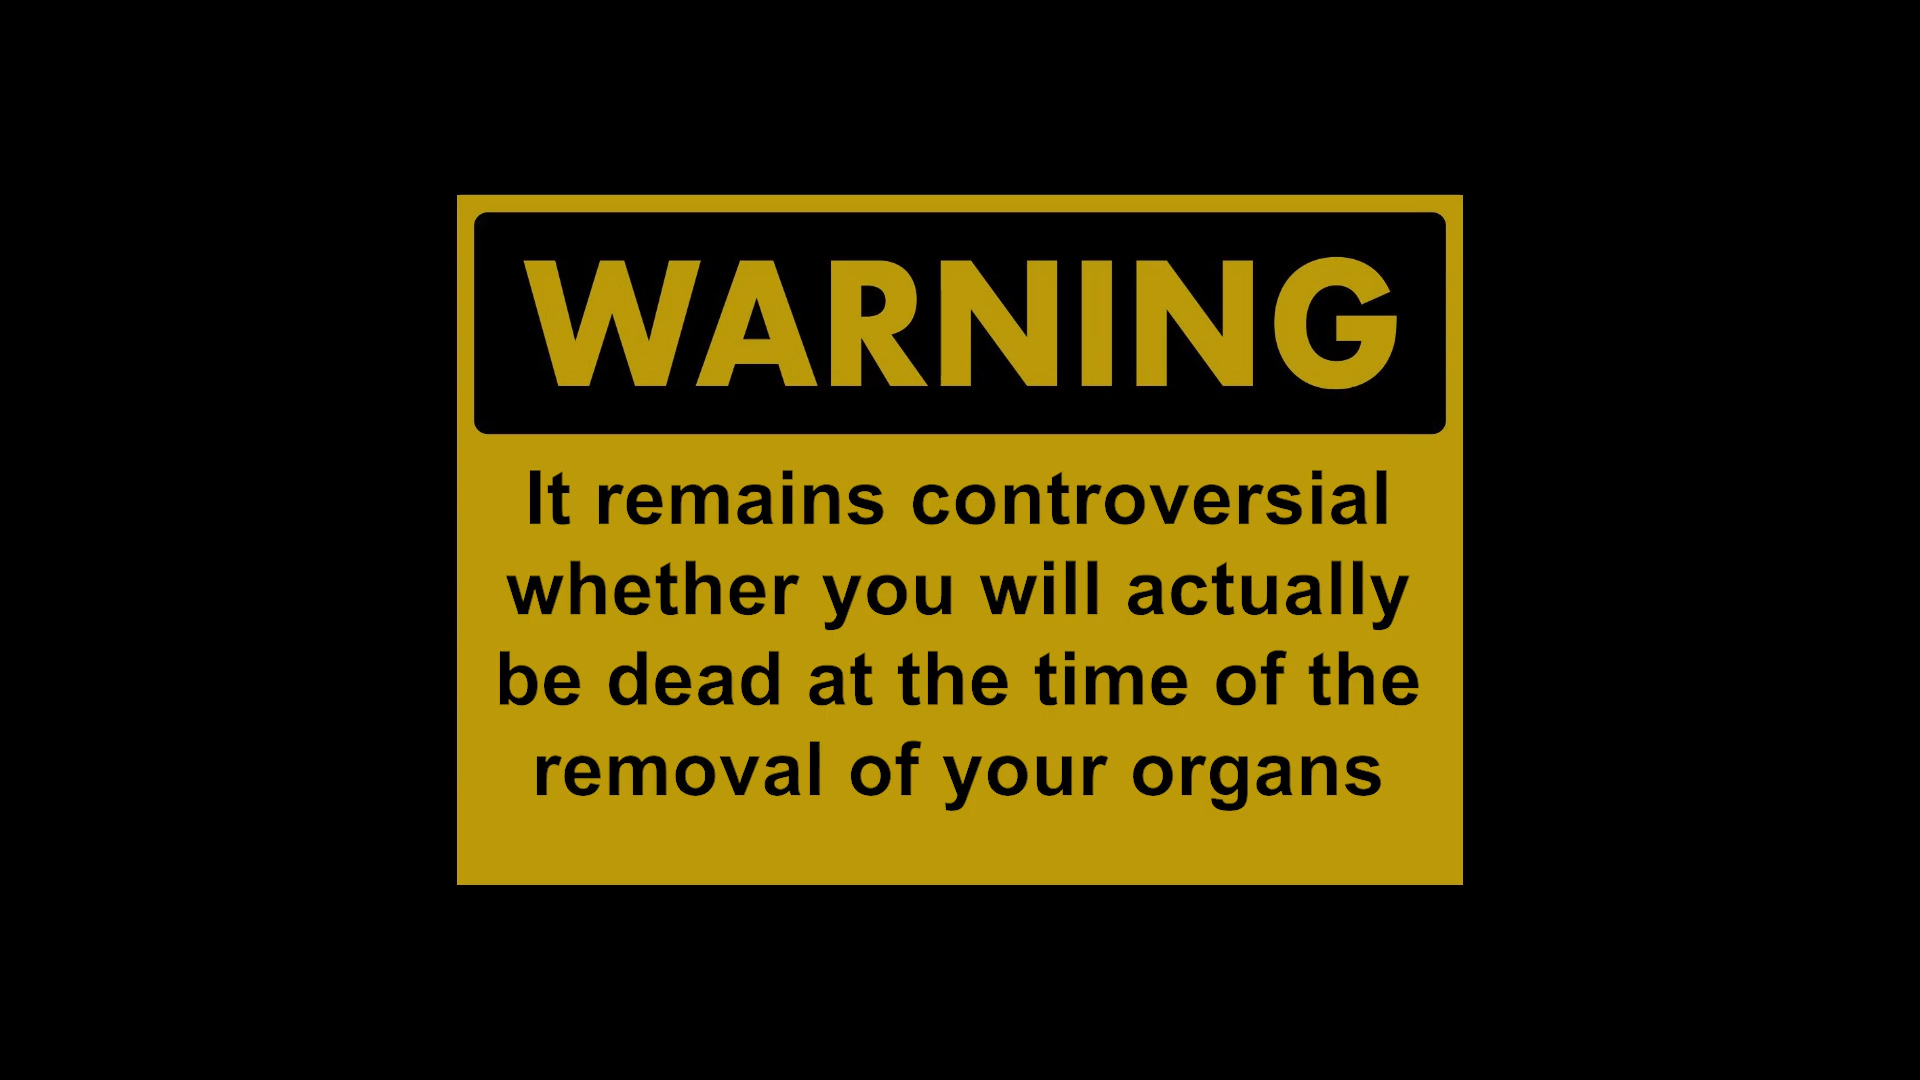 WARNING
It remains controversial
whether you will actually
be dead at the time of the
removal of your organs